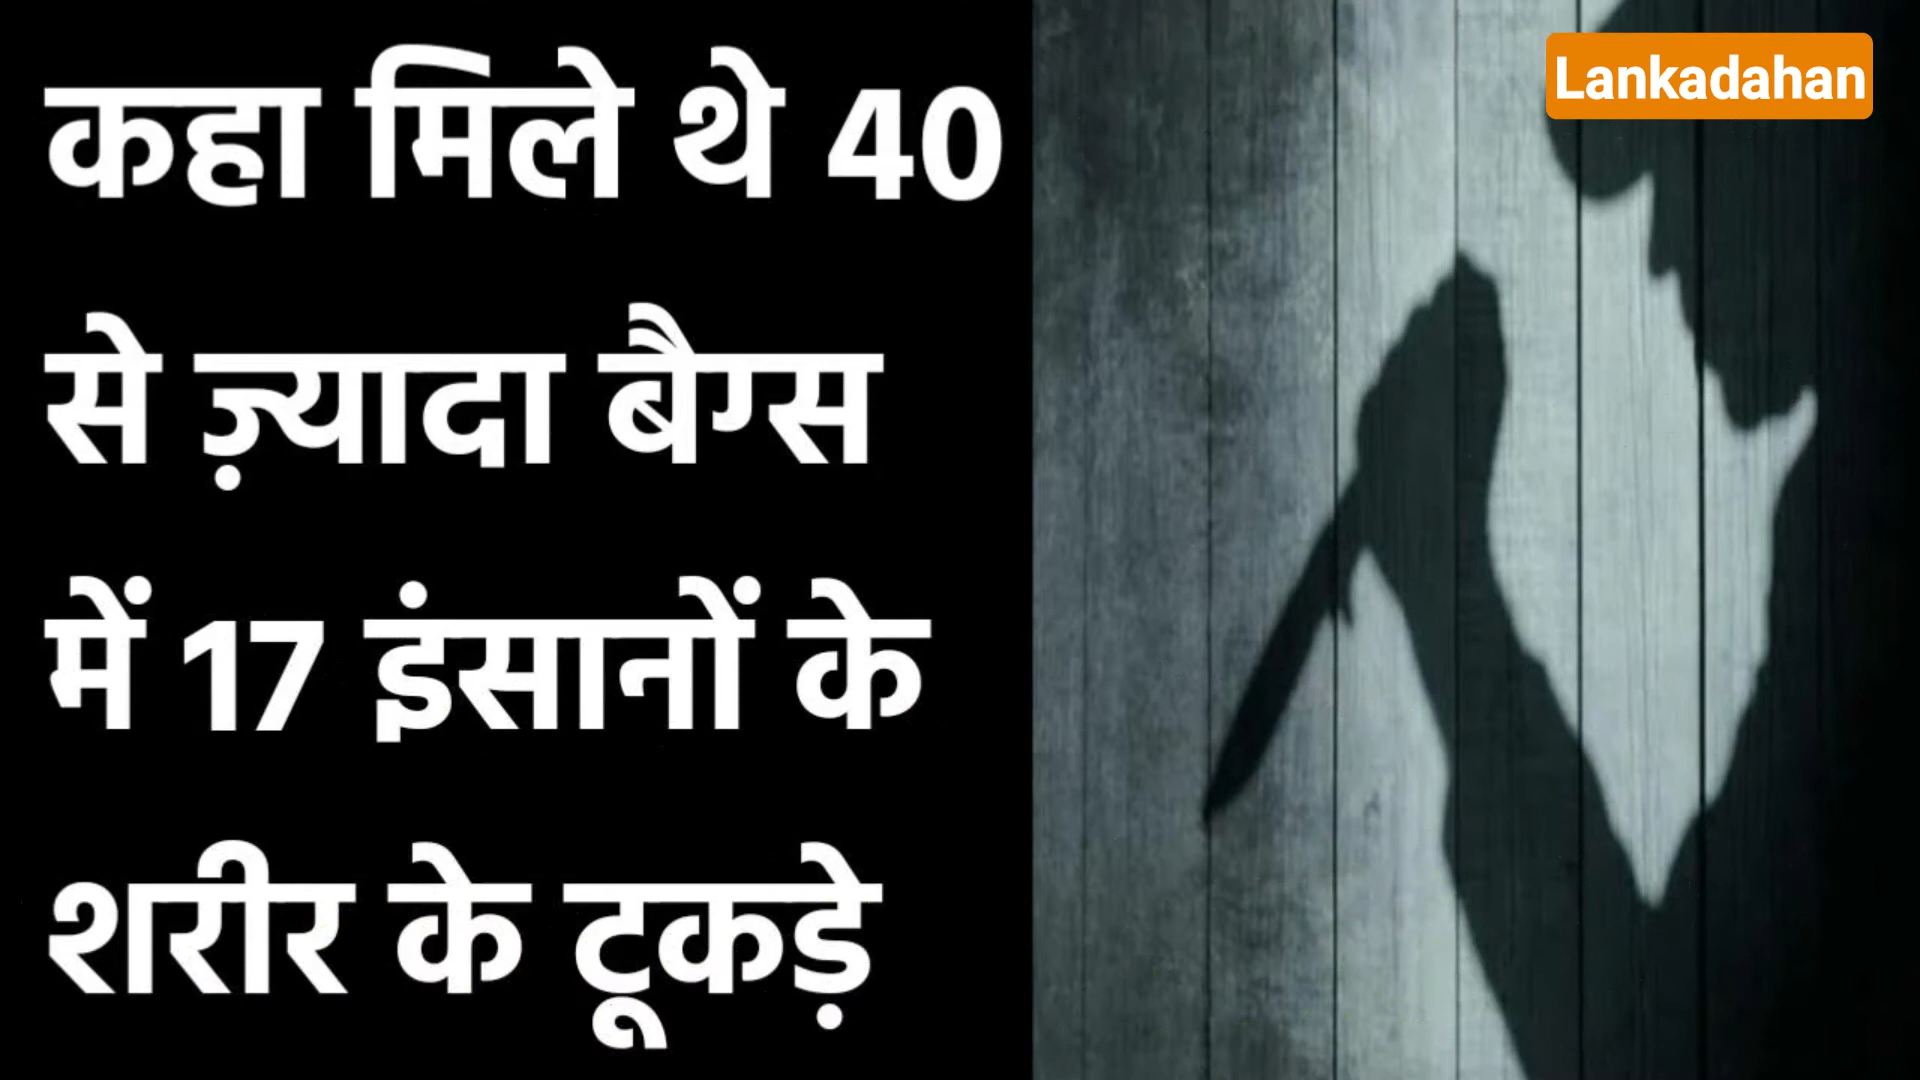 कहा मिले थे 40
से ज़्यादा बैग्स
में 17 इंसानों के
शरीर के टूकड़े
Lankadahan